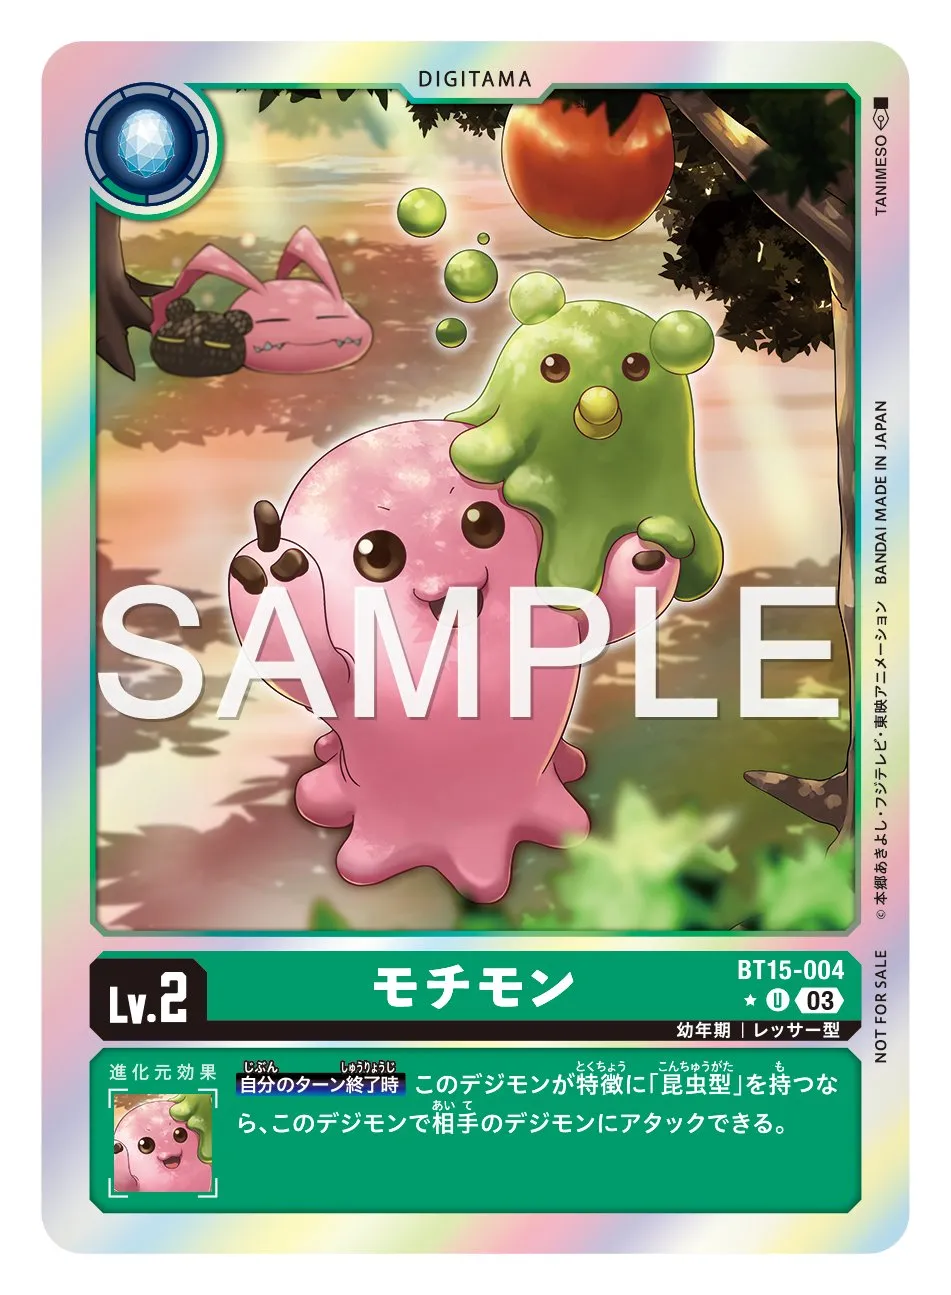 DIGITAMA
TANIMESO
SAMPLE
©本郷あきよし・フジテレビ・東映アニメーション BANDAI MADE IN JAPAN
NOT FOR SALE
Lv.2
モチモン
BT15-004
★ U 03
幼年期 | レッサー型
進化元効果
じぶん しゅうりょうじ とくちょう こんちゅうがた も
自分のターン終了時 このデジモンが特徴に「昆虫型」を持つな
あいて
ら、このデジモンで相手のデジモンにアタックできる。